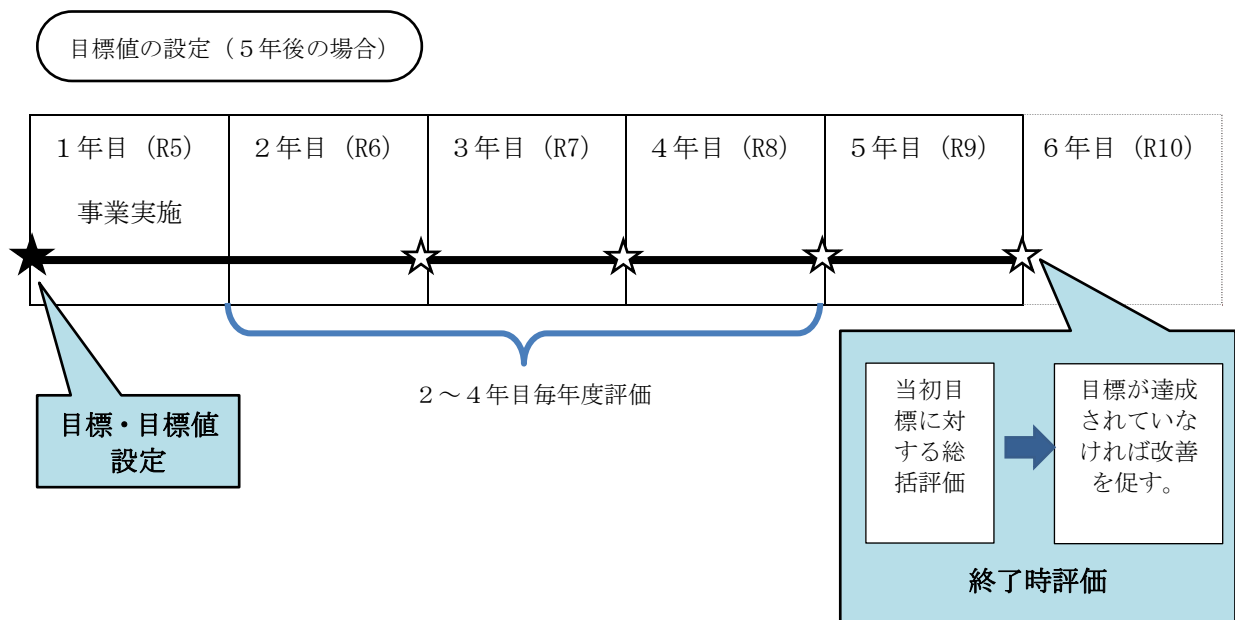 目標値の設定（５年後の場合）
１年目（R5）
２年目（R6）
３年目（R7）
４年目（R8）
５年目（R9）
６年目（R10）
事業実施
２～４年目毎年度評価
目標・目標値
設定
当初目
標に対
する総
括評価
目標が達成
されていな
ければ改善
を促す。
終了時評価